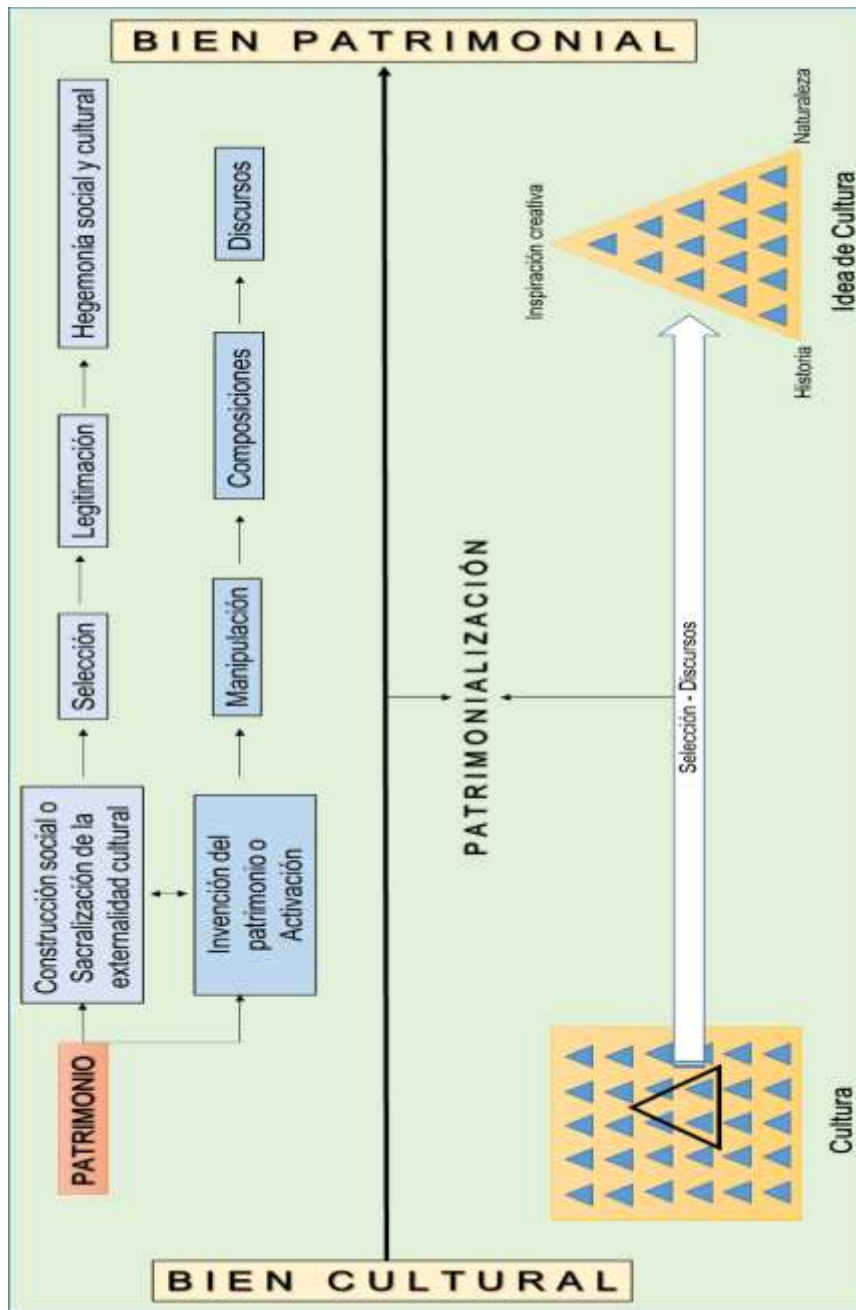 BIEN CULTURAL
BIEN PATRIMONIAL
PATRIMONIO
Construcción social o
Sacralización de la
externalidad cultural
Selección
Legitimación
Hegemonía social y cultural
Invención del
patrimonio o
Activación
Manipulación
Composiciones
Discursos
PATRIMONIALIZACIÓN
Selección - Discursos
Cultura
Inspiración creativa
Historia
Naturaleza
Idea de Cultura